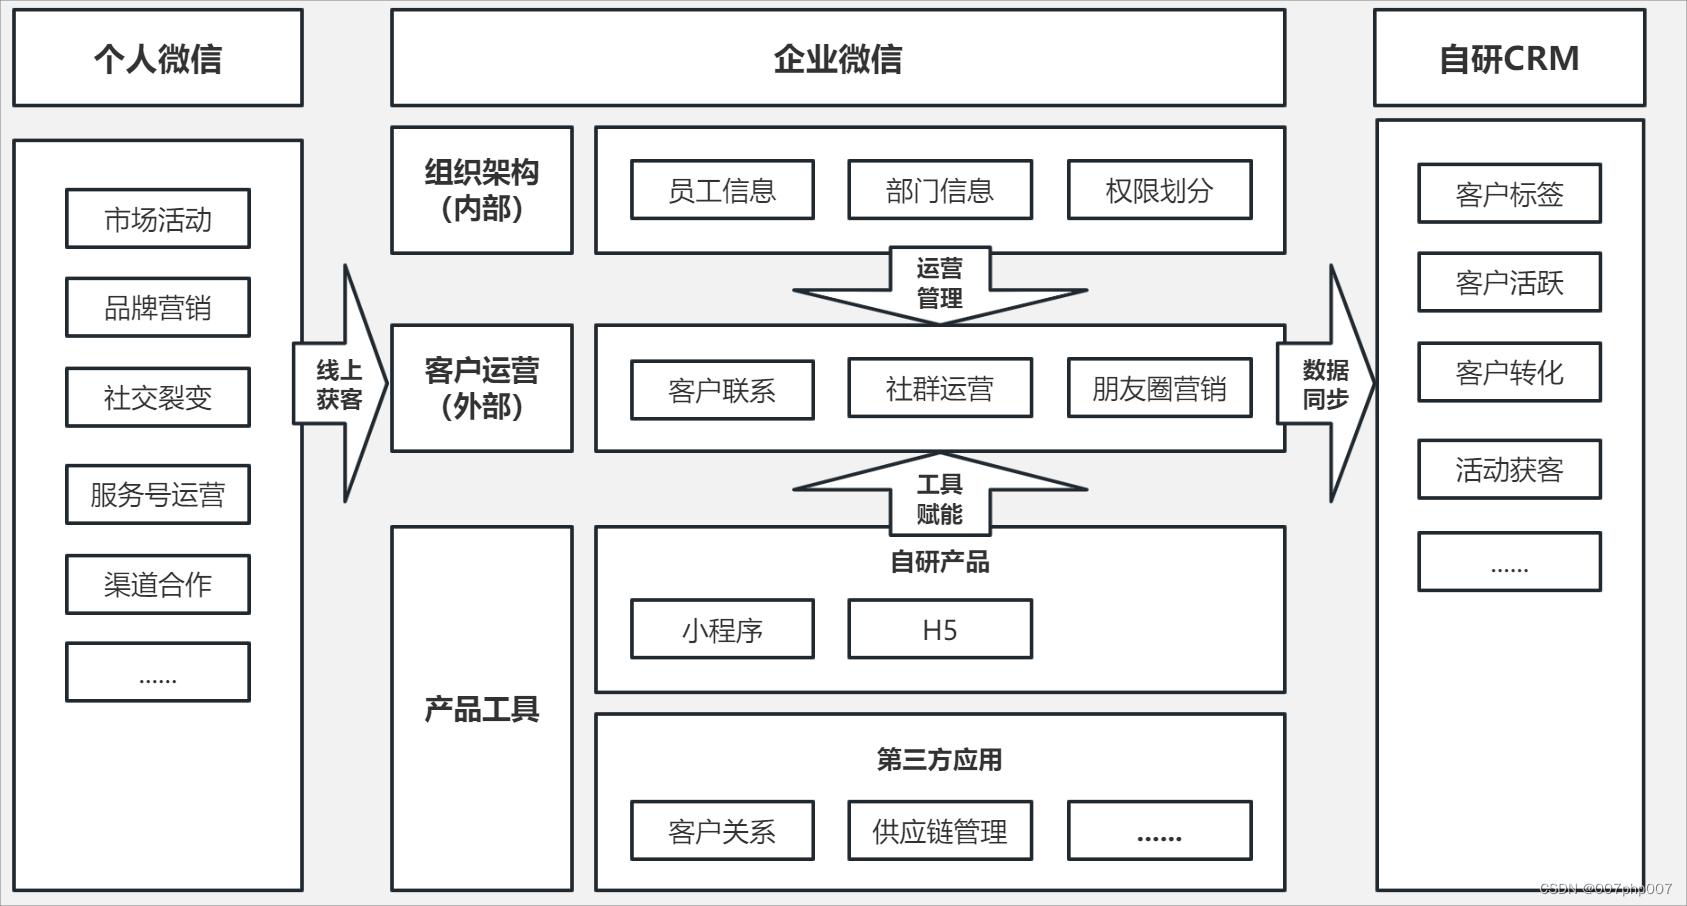 个人微信
市场活动
品牌营销
社交裂变
服务号运营
渠道合作
......
线上
获客
企业微信
组织架构
（内部）
员工信息
部门信息
权限划分
运营
管理
客户运营
（外部）
客户联系
社群运营
朋友圈营销
工具
赋能
产品工具
自研产品
小程序
H5
第三方应用
客户关系
供应链管理
......
数据
同步
自研CRM
客户标签
客户活跃
客户转化
活动获客
......
CSDN @007php007